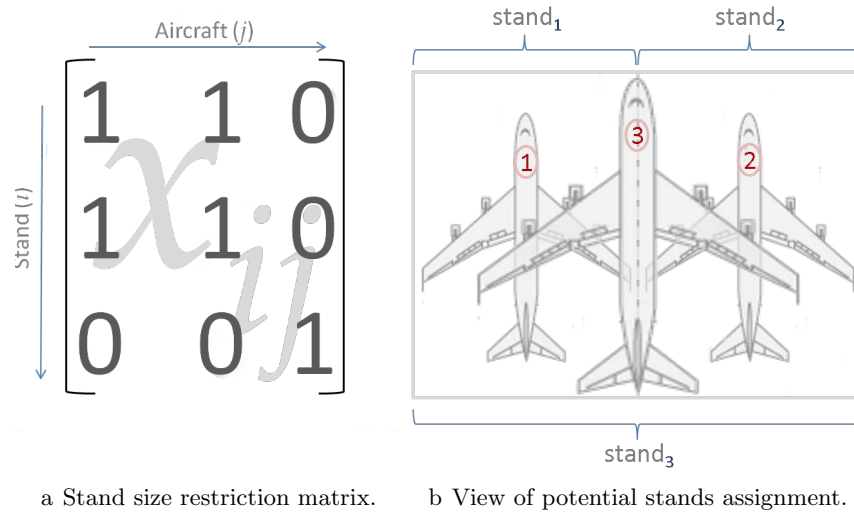 Aircraft (j)
Stand (i)
1 1 0
1 1 0
0 0 1
x ij
stand1
stand2
1
3
2
stand3
a Stand size restriction matrix.
b View of potential stands assignment.